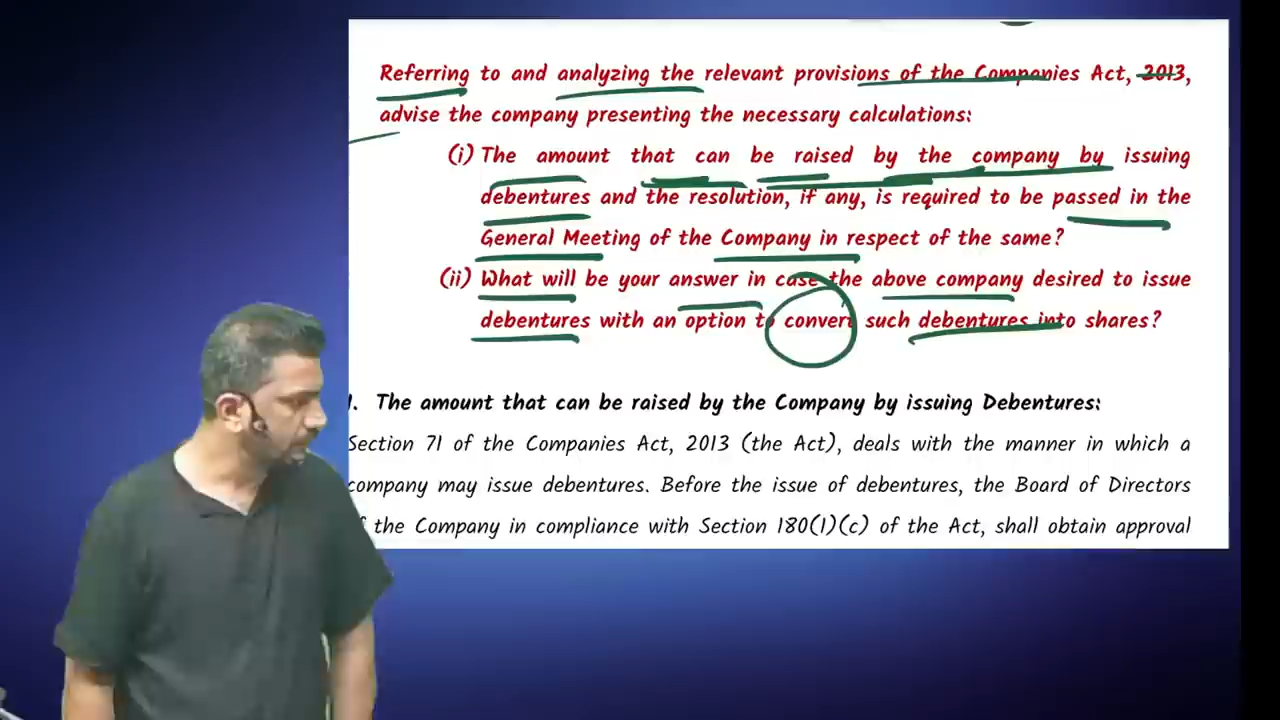 Referring to and analyzing the relevant provisions of the Companies Act, 2013,
advise the company presenting the necessary calculations:
(i) The amount that can be raised by the company by issuing
debentures and the resolution, if any, is required to be passed in the
General Meeting of the Company in respect of the same?
(ii) What will be your answer in case the above company desired to issue
debentures with an option to convert such debentures into shares?
1. The amount that can be raised by the Company by issuing Debentures:
Section 71 of the Companies Act, 2013 (the Act), deals with the manner in which a
company may issue debentures. Before the issue of debentures, the Board of Directors
of the Company in compliance with Section 180(1)(c) of the Act, shall obtain approval